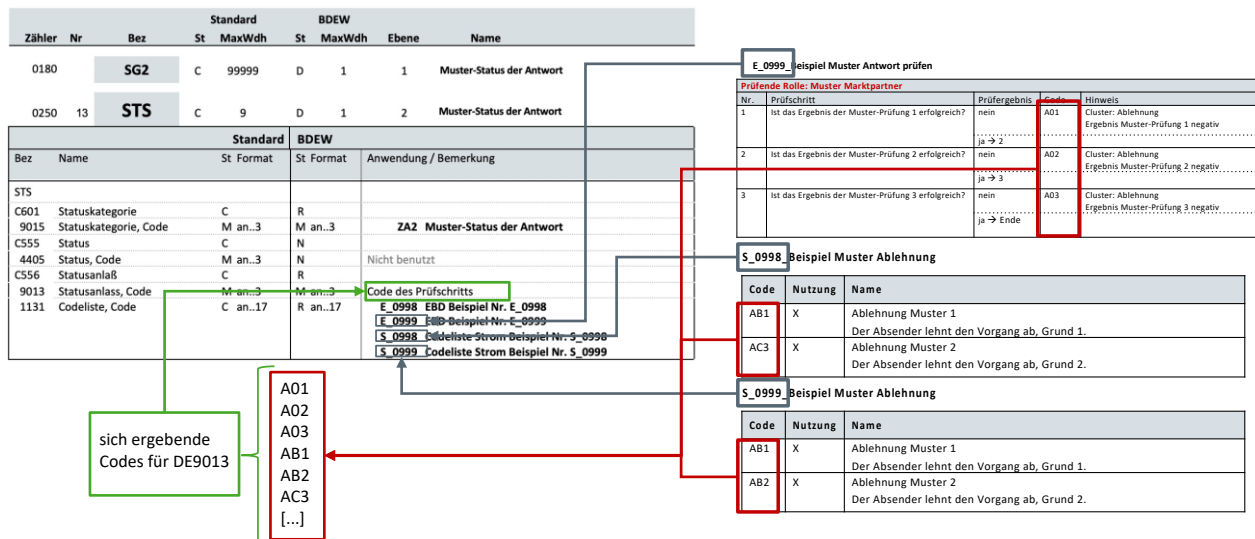 Standard BDEW
Zähler Nr Bez St MaxWdh St MaxWdh Ebene Name
0180 SG2 C 99999 D 1 1 Muster-Status der Antwort
0250 13 STS C 9 D 1 2 Muster-Status der Antwort
Standard BDEW
Bez Name St Format St Format Anwendung / Bemerkung
STS
C601 Statuskategorie C R
9015 Statuskategorie, Code M an..3 M an..3 ZA2 Muster-Status der Antwort
C555 Status C N
4405 Status, Code M an..3 N Nicht benutzt
C556 Statusanlaß C R
9013 Statusanlass, Code M an..3 M an..3 Code des Prüfschritts
1131 Codeliste, Code C an..17 R an..17 E_0998 EBD Beispiel Nr. E_0998
E_0999 EBD Beispiel Nr. E_0999
S_0998 Codeliste Strom Beispiel Nr. S_0998
S_0999 Codeliste Strom Beispiel Nr. S_0999
sich ergebende
Codes für DE9013
A01
A02
A03
AB1
AB2
AC3
[...]
E_0999_Beispiel Muster Antwort prüfen
Prüfende Rolle: Muster Marktpartner
Nr. Prüfschritt Prüfergebnis Code Hinweis
1 Ist das Ergebnis der Muster-Prüfung 1 erfolgreich? nein A01 Cluster: Ablehnung
Ergebnis Muster-Prüfung 1 negativ
ja → 2
2 Ist das Ergebnis der Muster-Prüfung 2 erfolgreich? nein A02 Cluster: Ablehnung
Ergebnis Muster-Prüfung 2 negativ
ja → 3
3 Ist das Ergebnis der Muster-Prüfung 3 erfolgreich? nein A03 Cluster: Ablehnung
Ergebnis Muster-Prüfung 3 negativ
ja → Ende
S_0998_Beispiel Muster Ablehnung
Code Nutzung Name
AB1 X Ablehnung Muster 1
Der Absender lehnt den Vorgang ab, Grund 1.
AC3 X Ablehnung Muster 2
Der Absender lehnt den Vorgang ab, Grund 2.
S_0999_Beispiel Muster Ablehnung
Code Nutzung Name
AB1 X Ablehnung Muster 1
Der Absender lehnt den Vorgang ab, Grund 1.
AB2 X Ablehnung Muster 2
Der Absender lehnt den Vorgang ab, Grund 2.